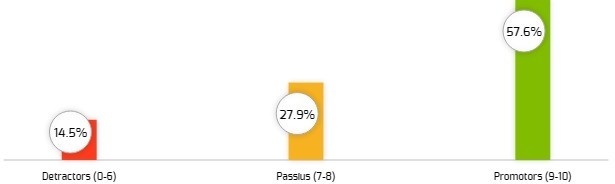 57.6%
27.9%
14.5%
Detractors (0-6) Passius (7-8) Promotors (9-10)